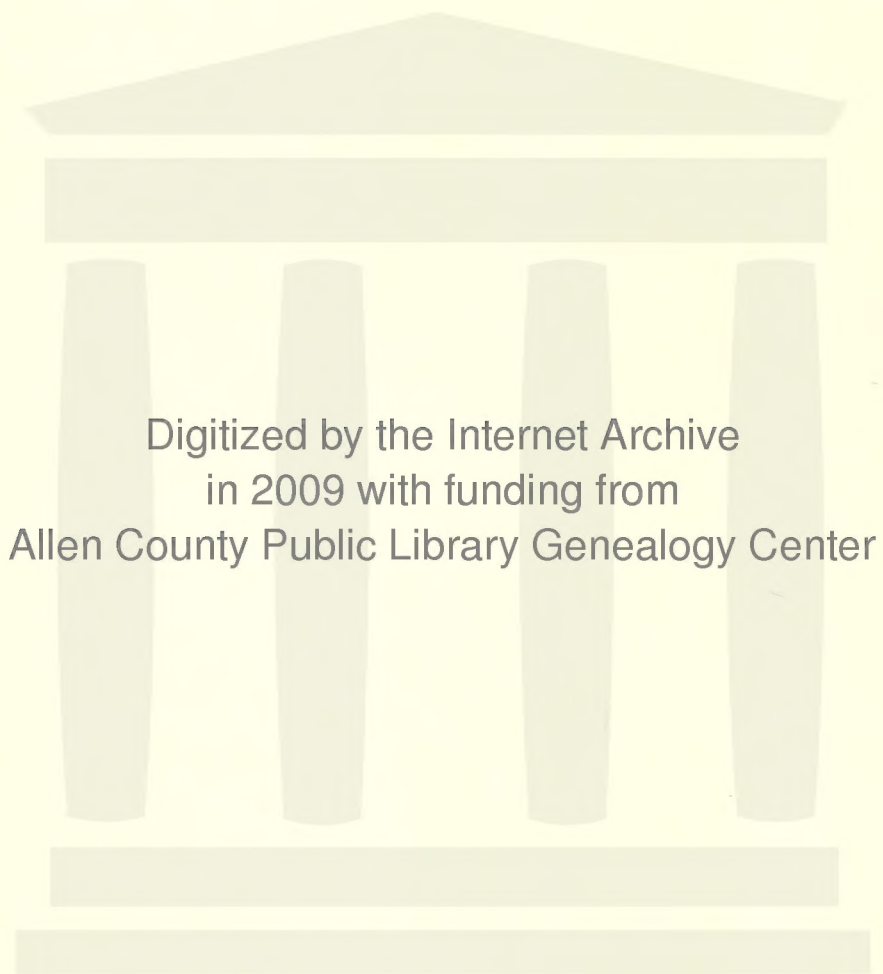 Digitized by the Internet Archive
in 2009 with funding from
Allen County Public Library Genealogy Center